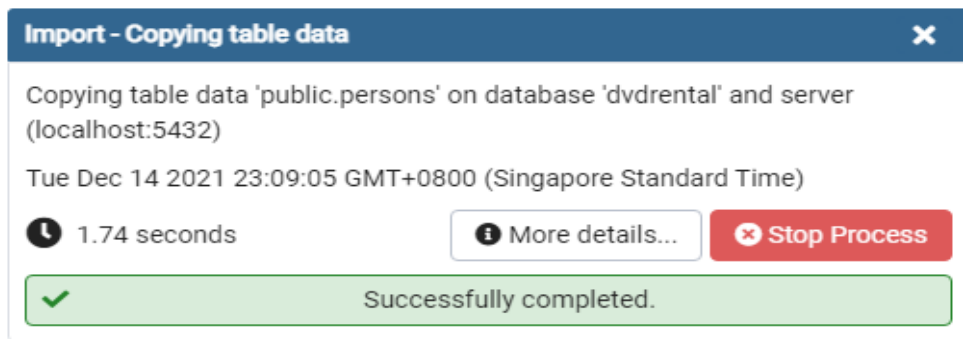 Import - Copying table data
Copying table data 'public.persons' on database 'dvdrental' and server
(localhost:5432)
Tue Dec 14 2021 23:09:05 GMT+0800 (Singapore Standard Time)
1.74 seconds More details... Stop Process
Successfully completed.